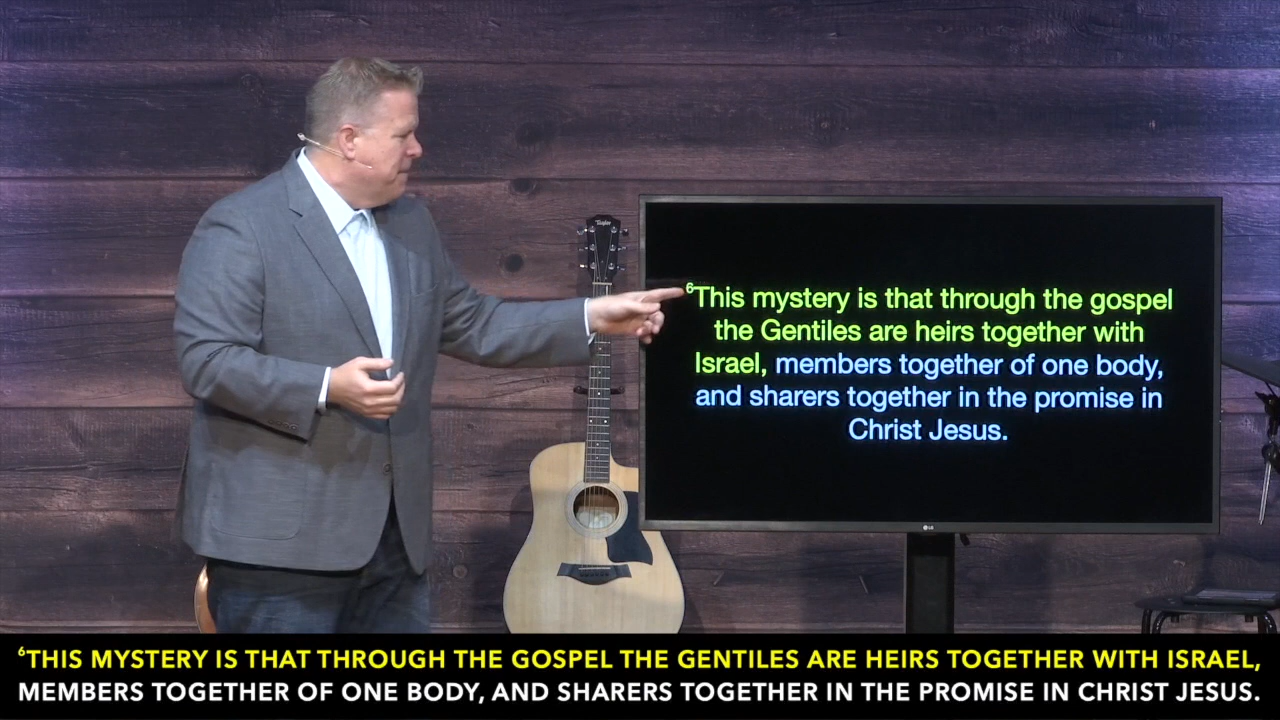 Taylor
⁶This mystery is that through the gospel
the Gentiles are heirs together with
Israel, members together of one body,
and sharers together in the promise in
Christ Jesus.
LG
⁶THIS MYSTERY IS THAT THROUGH THE GOSPEL THE GENTILES ARE HEIRS TOGETHER WITH ISRAEL,
MEMBERS TOGETHER OF ONE BODY, AND SHARERS TOGETHER IN THE PROMISE IN CHRIST JESUS.